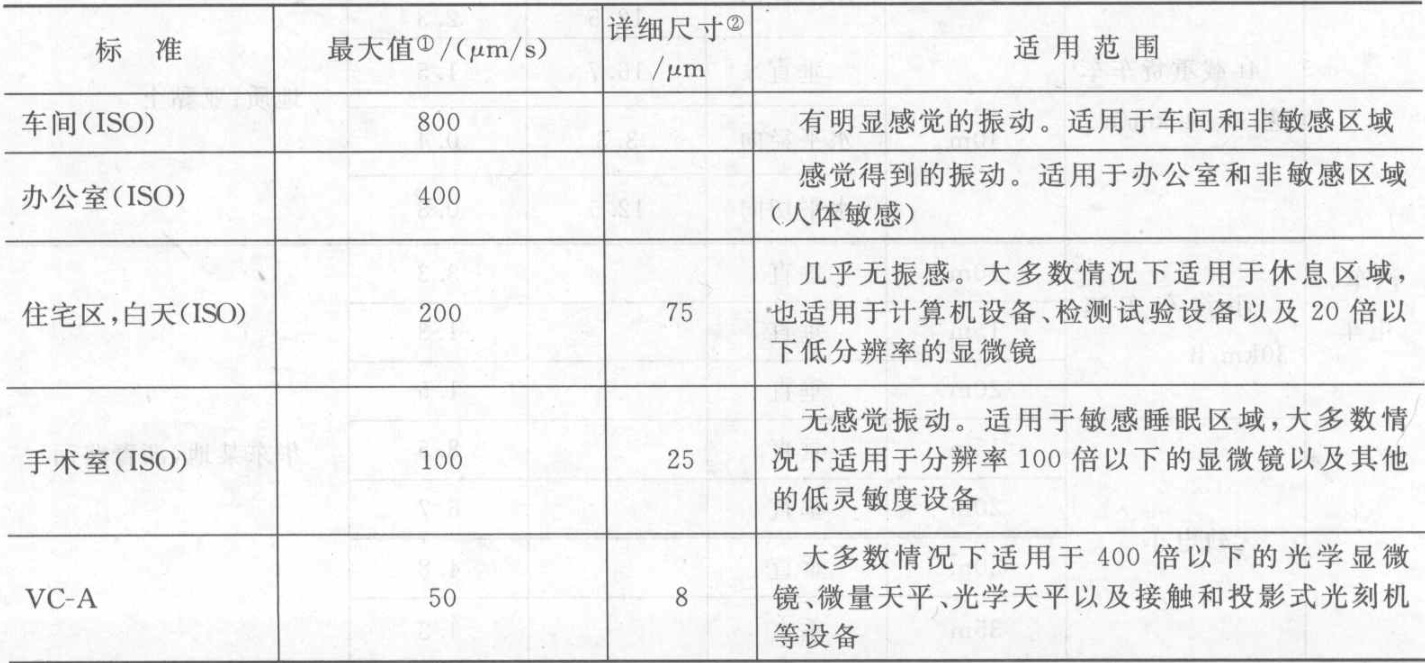 标 准 最大值①/(μm/s) 详细尺寸② /μm 适 用 范 围
车间(ISO) 800 有明显感觉的振动。适用于车间和非敏感区域
办公室(ISO) 400 感觉得到的振动。适用于办公室和非敏感区域
(人体敏感)
几乎无振感。大多数情况下适用于休息区域,
住宅区,白天(ISO) 200 75 也适用于计算机设备、检测试验设备以及 20 倍以
下低分辨率的显微镜
无感觉振动。适用于敏感睡眠区域,大多数情
手术室(ISO) 100 25 况下适用于分辨率 100 倍以下的显微镜以及其他
的低灵敏度设备
大多数情况下适用于 400 倍以下的光学显微
VC-A 50 8 镜、微量天平、光学天平以及接触和投影式光刻机
等设备